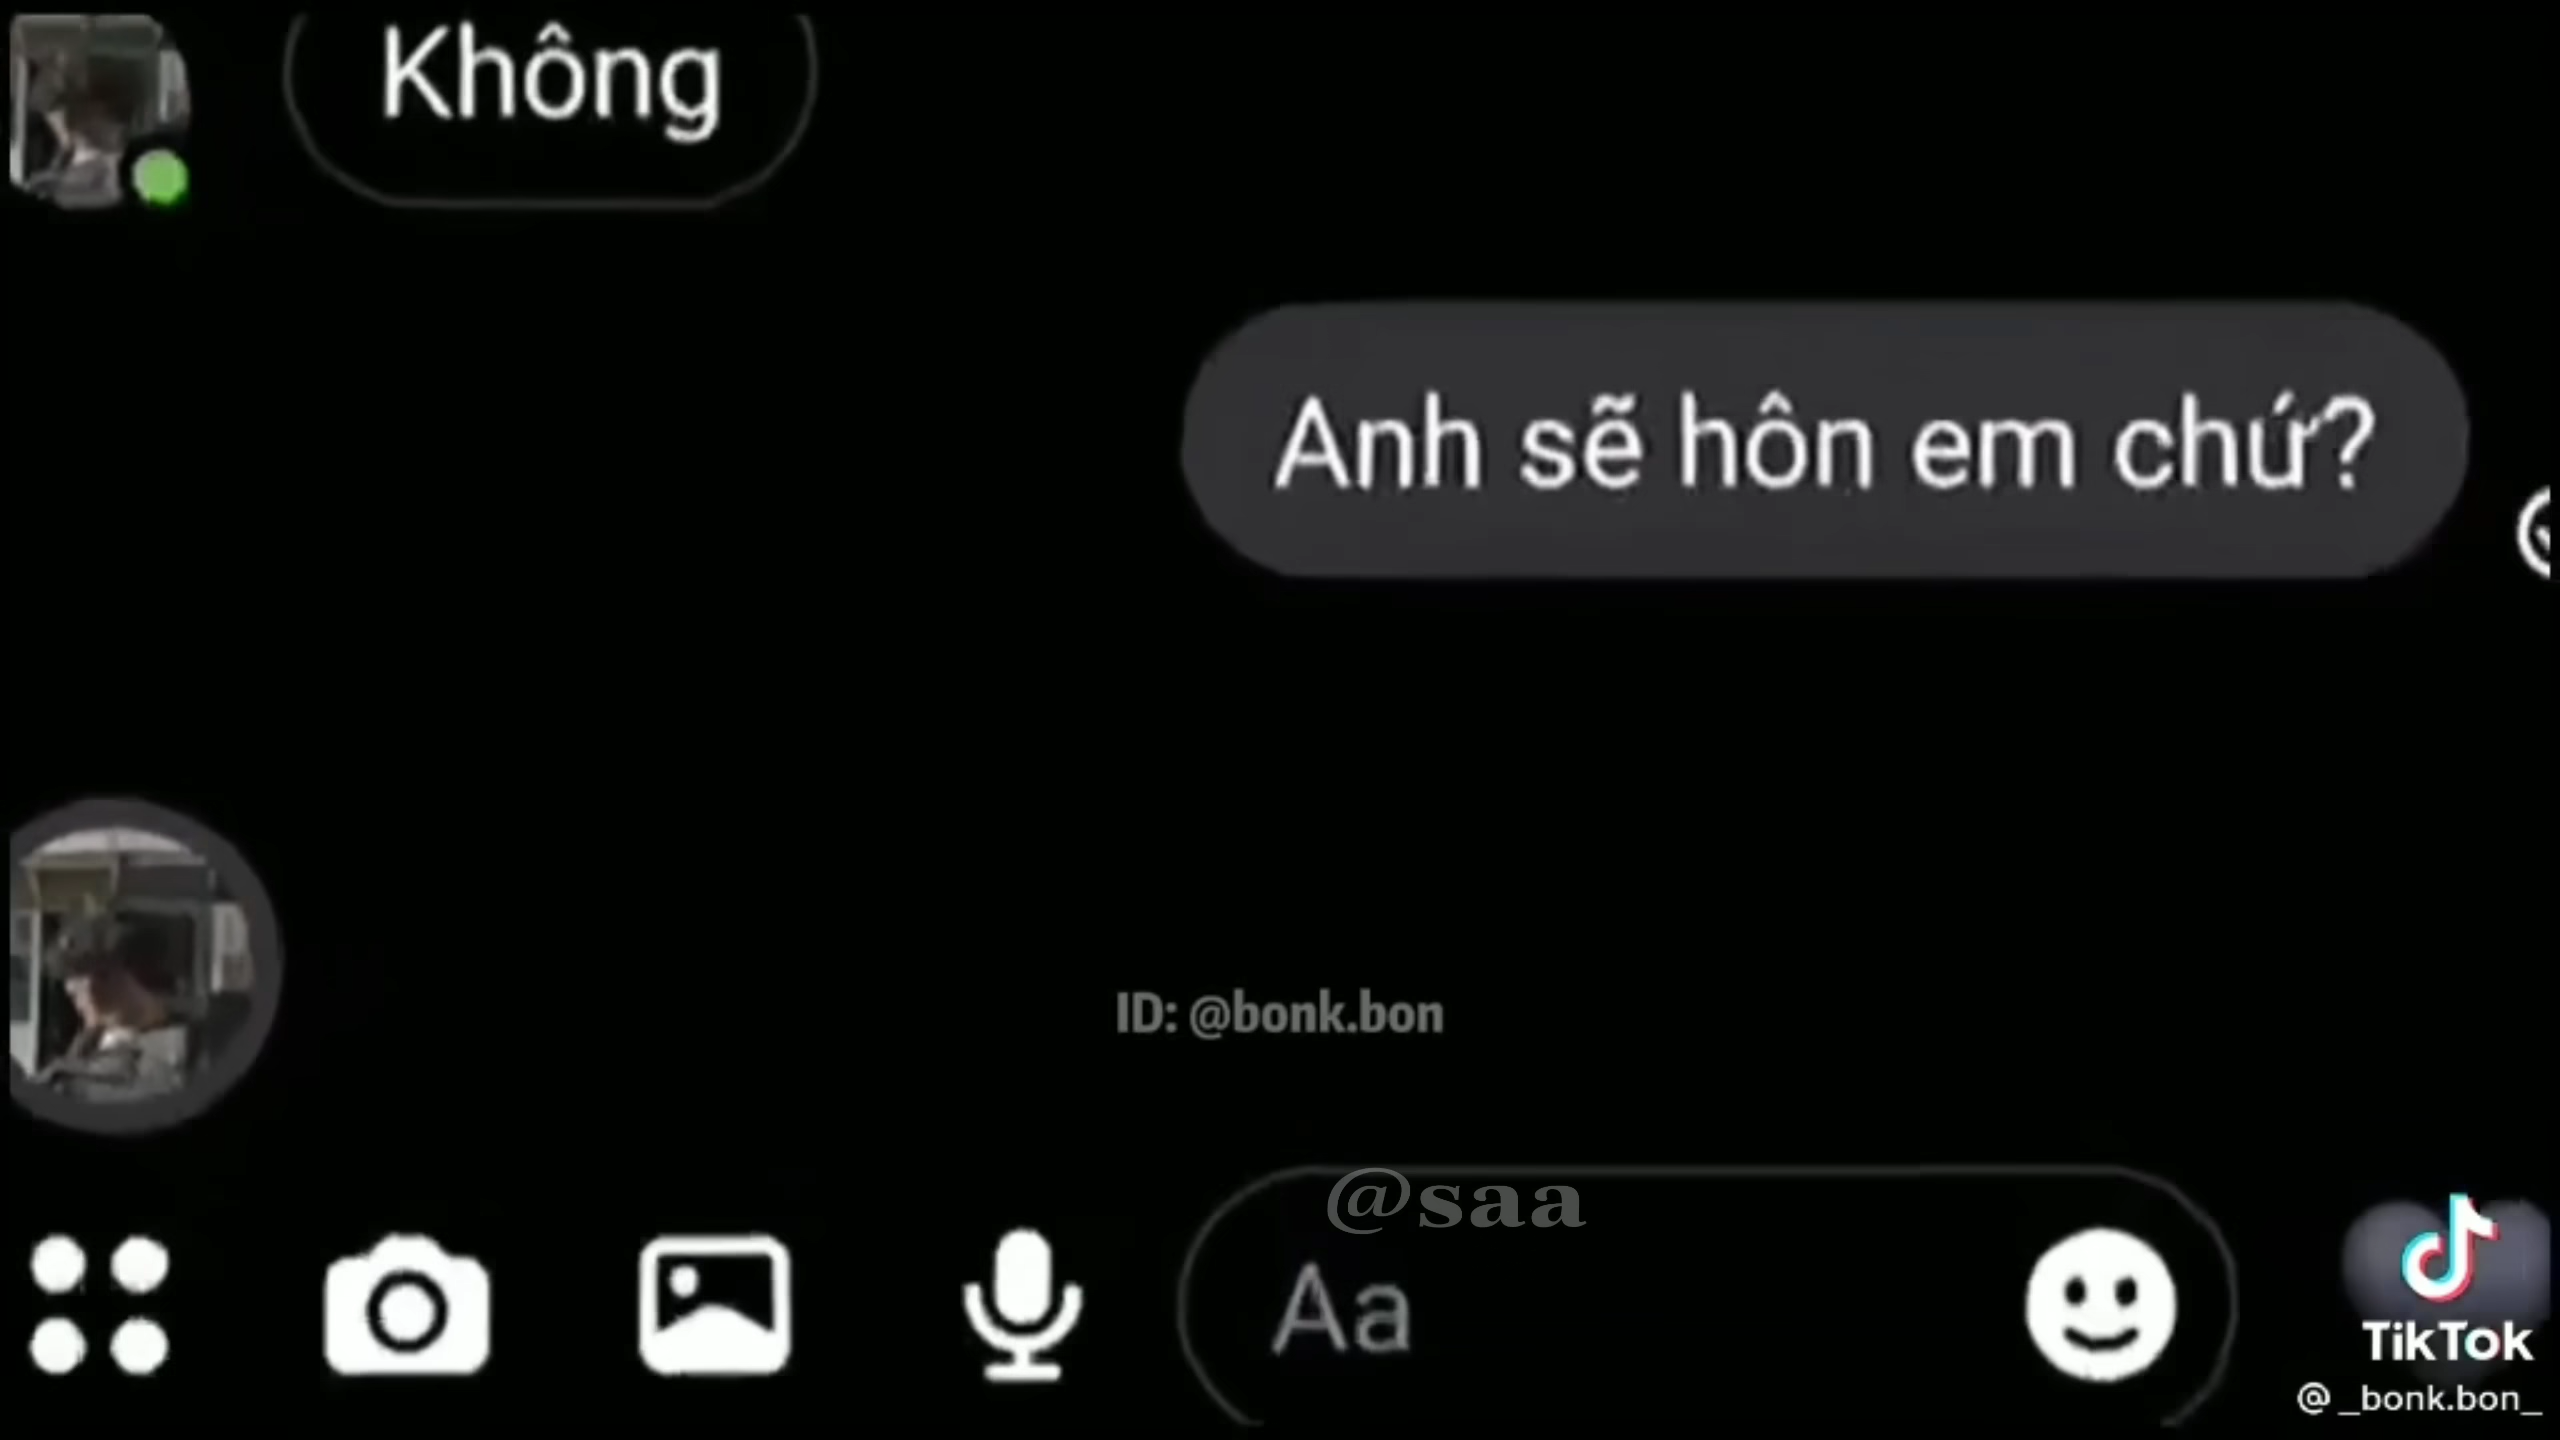 Không
Anh sẽ hôn em chứ?
ID: @bonk.bon
@saa
Aa
TikTok
@_bonk.bon_